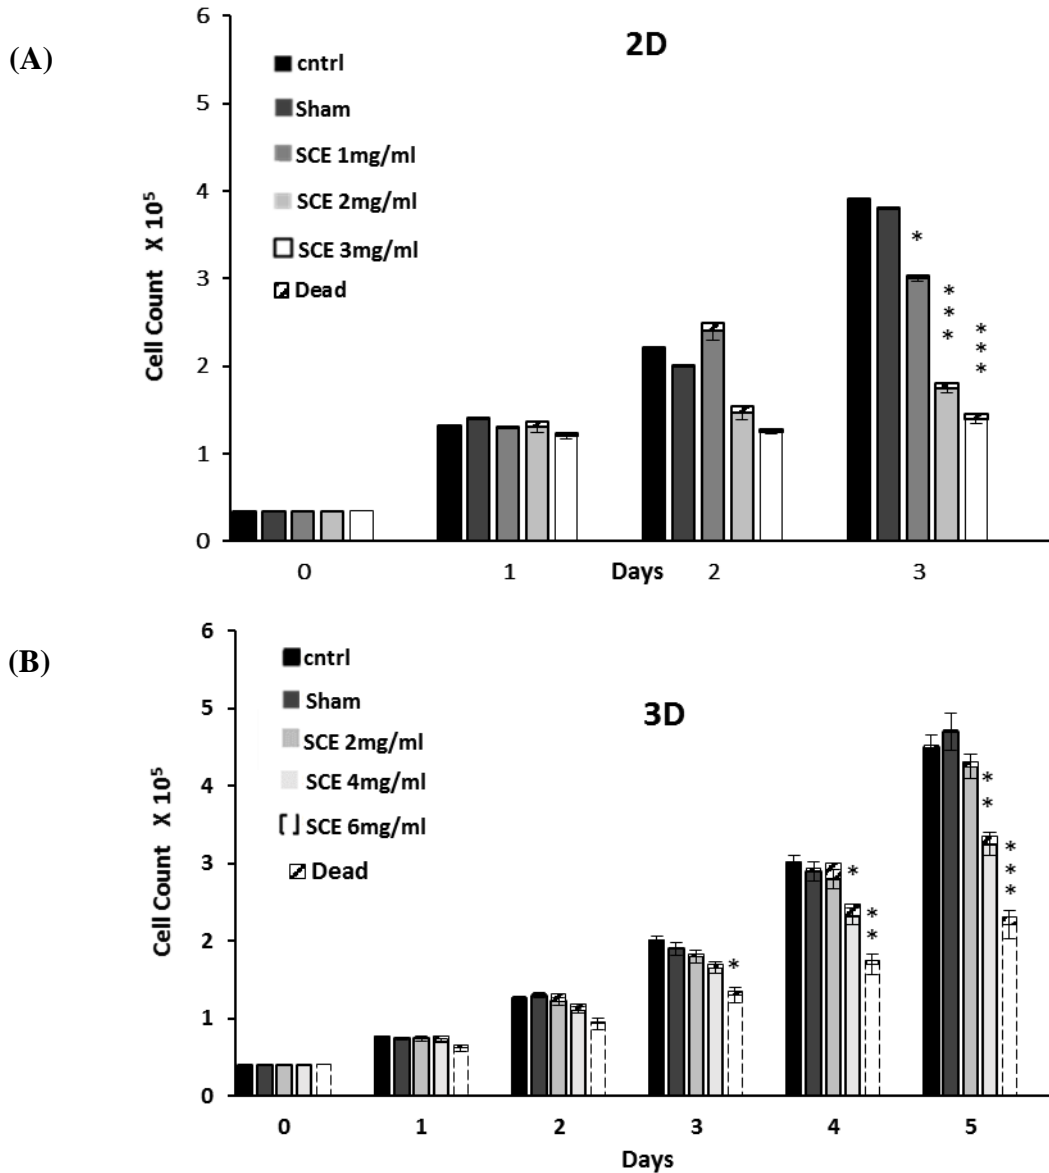 (A)
2D
cntrl
Sham
SCE 1mg/ml
SCE 2mg/ml
SCE 3mg/ml
Dead
Cell Count X 10⁵
6
5
4
3
2
1
0
*
***
***
0 1 Days 2 3
(B)
3D
cntrl
Sham
SCE 2mg/ml
SCE 4mg/ml
SCE 6mg/ml
Dead
Cell Count X 10⁵
6
5
4
3
2
1
0
*
*
**
**
***
0 1 2 3 4 5
Days